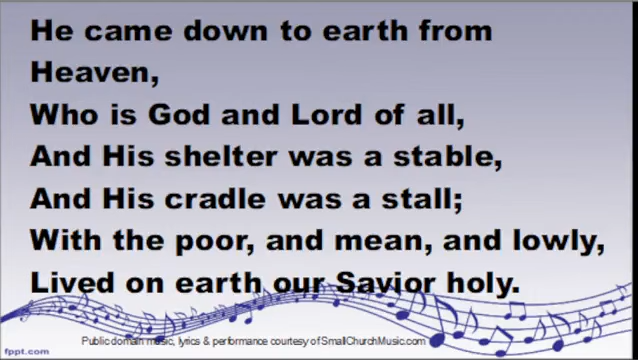 He came down to earth from
Heaven,
Who is God and Lord of all,
And His shelter was a stable,
And His cradle was a stall;
With the poor, and mean, and lowly,
Lived on earth our Savior holy.
Public domain music, lyrics & performance courtesy of SmallChurchMusic.com
fppt.com